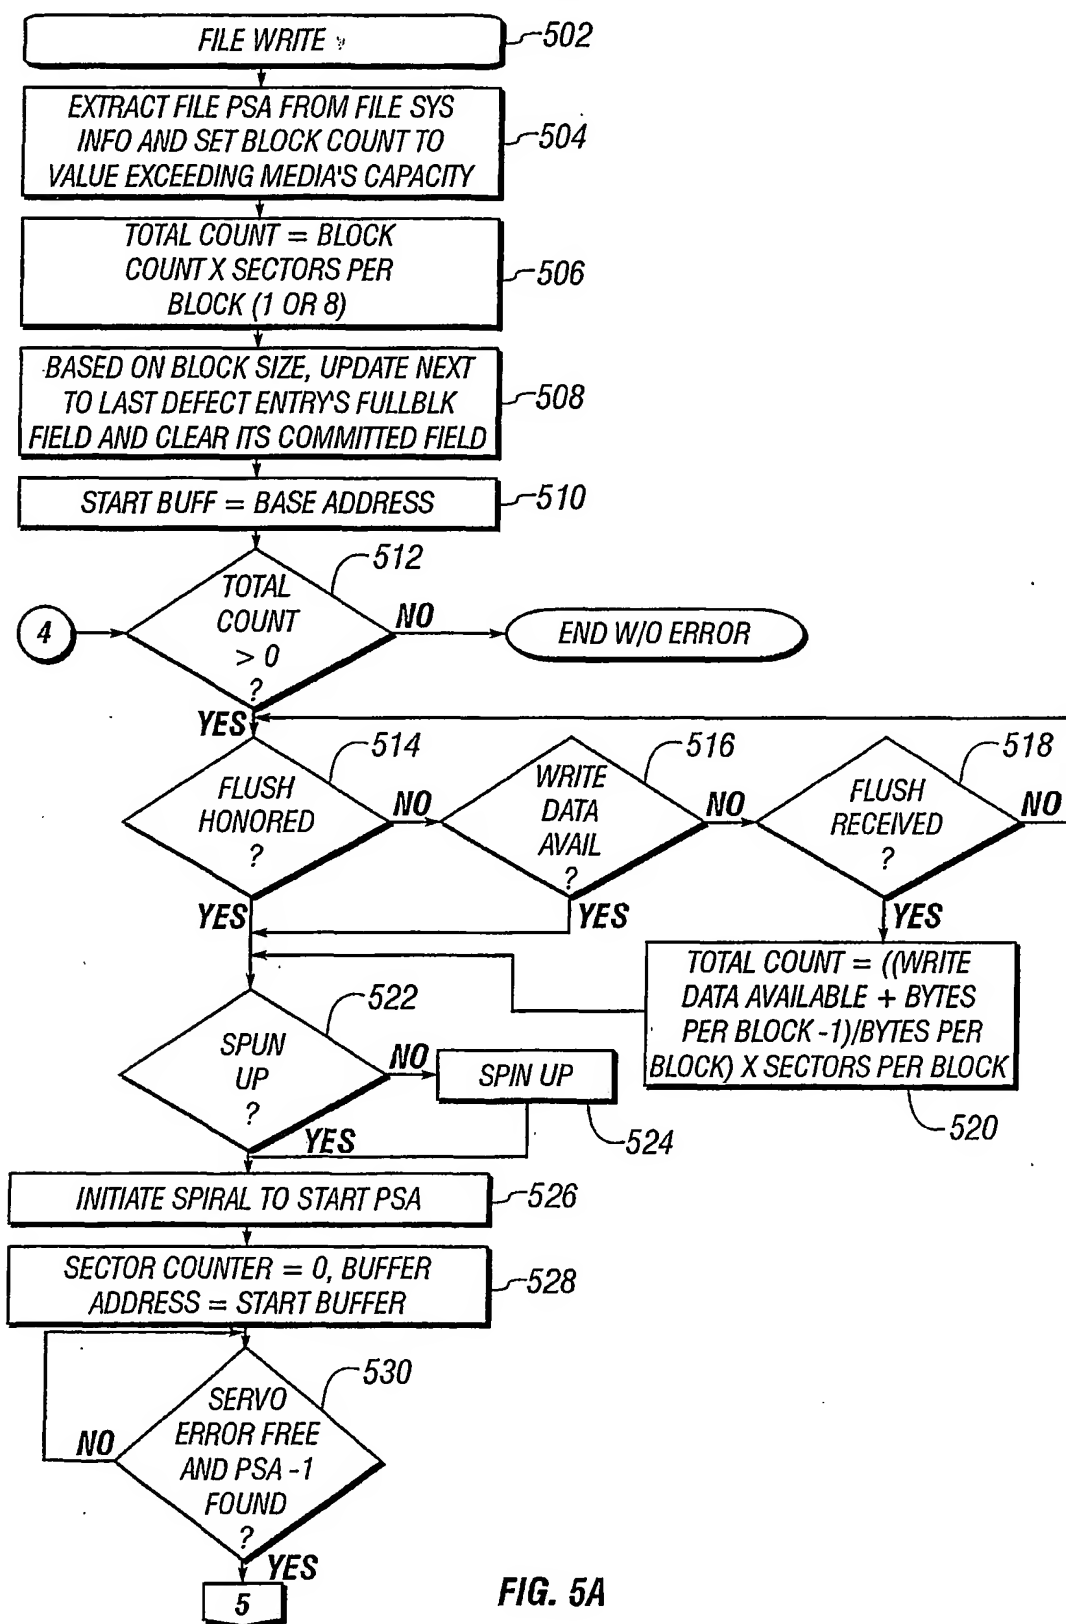 FILE WRITE
502
EXTRACT FILE PSA FROM FILE SYS
INFO AND SET BLOCK COUNT TO
VALUE EXCEEDING MEDIA'S CAPACITY
504
TOTAL COUNT = BLOCK
COUNT X SECTORS PER
BLOCK (1 OR 8)
506
BASED ON BLOCK SIZE, UPDATE NEXT
TO LAST DEFECT ENTRY'S FULLBLK
FIELD AND CLEAR ITS COMMITTED FIELD
508
START BUFF = BASE ADDRESS
510
512
4
TOTAL
COUNT
> 0
?
NO
END W/O ERROR
YES
514
FLUSH
HONORED
?
NO
YES
516
WRITE
DATA
AVAIL
?
NO
YES
518
FLUSH
RECEIVED
?
NO
YES
TOTAL COUNT = ((WRITE
DATA AVAILABLE + BYTES
PER BLOCK -1)/BYTES PER
BLOCK) X SECTORS PER BLOCK
520
522
SPUN
UP
?
NO
SPIN UP
524
YES
INITIATE SPIRAL TO START PSA
526
SECTOR COUNTER = 0, BUFFER
ADDRESS = START BUFFER
528
530
SERVO
ERROR FREE
AND PSA -1
FOUND
?
NO
YES
5
FIG. 5A